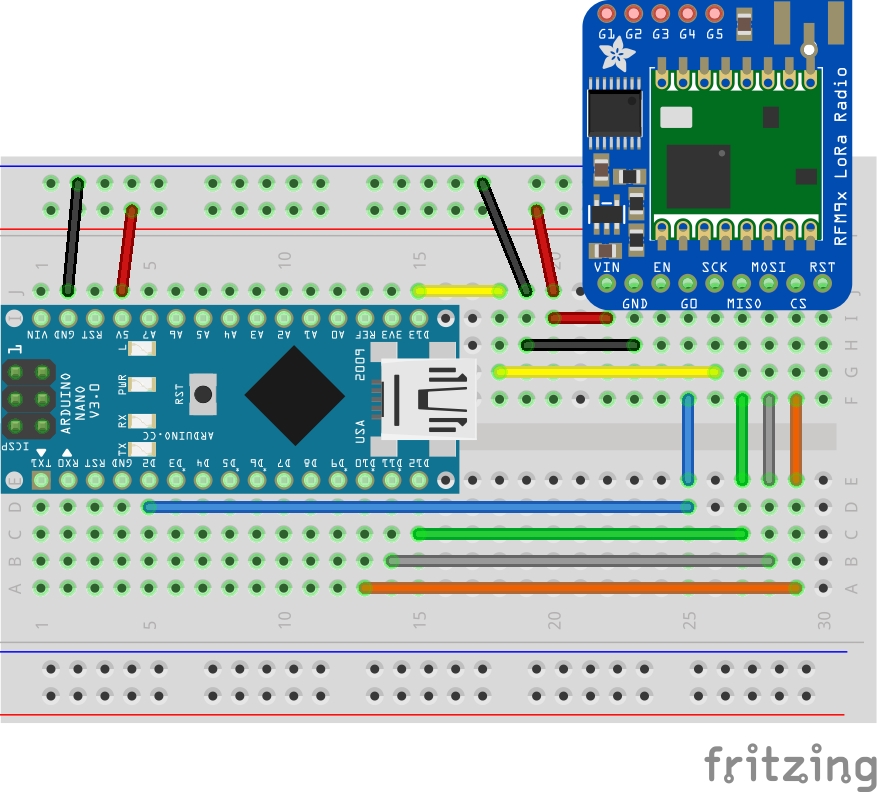 G1 G2 G3 G4 G5
RFM9x LoRa Radio
VIN EN SCK MOSI RST
GND G0 MISO CS
1 5 10 15 20
J J
I I
H H
G G
F F
VIN GND RST 5V A7 A6 A5 A4 A3 A2 A1 A0 REF 3V3 D13
1
L
PWR
RX
TX
RST
ARDUINO
NANO
V3.0
ARDUINO.CC
2009
USA
ICSP
TX1 RX0 RST GND D2 D3 D4 D5 D6 D7 D8 D9 D10 D11 D12
E E
D D
C C
B B
A A
1 5 10 15 20 25 30
fritzing